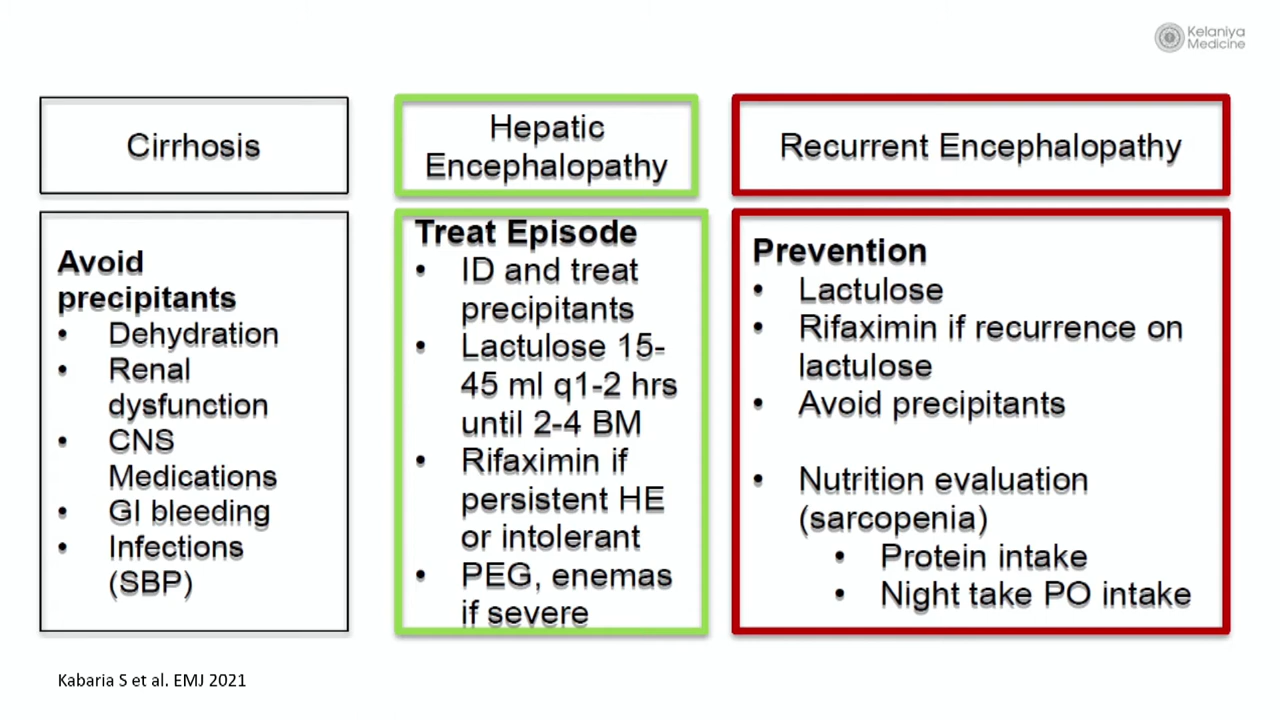 Kelaniya
Medicine
Cirrhosis
Hepatic
Encephalopathy
Recurrent Encephalopathy
Avoid
precipitants
• Dehydration
• Renal
dysfunction
• CNS
Medications
• GI bleeding
• Infections
(SBP)
Treat Episode
• ID and treat
precipitants
• Lactulose 15-
45 ml q1-2 hrs
until 2-4 BM
• Rifaximin if
persistent HE
or intolerant
• PEG, enemas
if severe
Prevention
• Lactulose
• Rifaximin if recurrence on
lactulose
• Avoid precipitants
• Nutrition evaluation
(sarcopenia)
• Protein intake
• Night take PO intake
Kabaria S et al. EMJ 2021